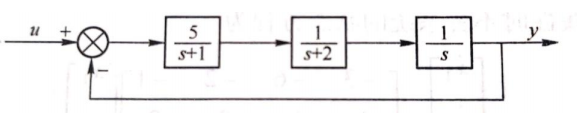 u + 5/(s+1) 1/(s+2) 1/s y
−